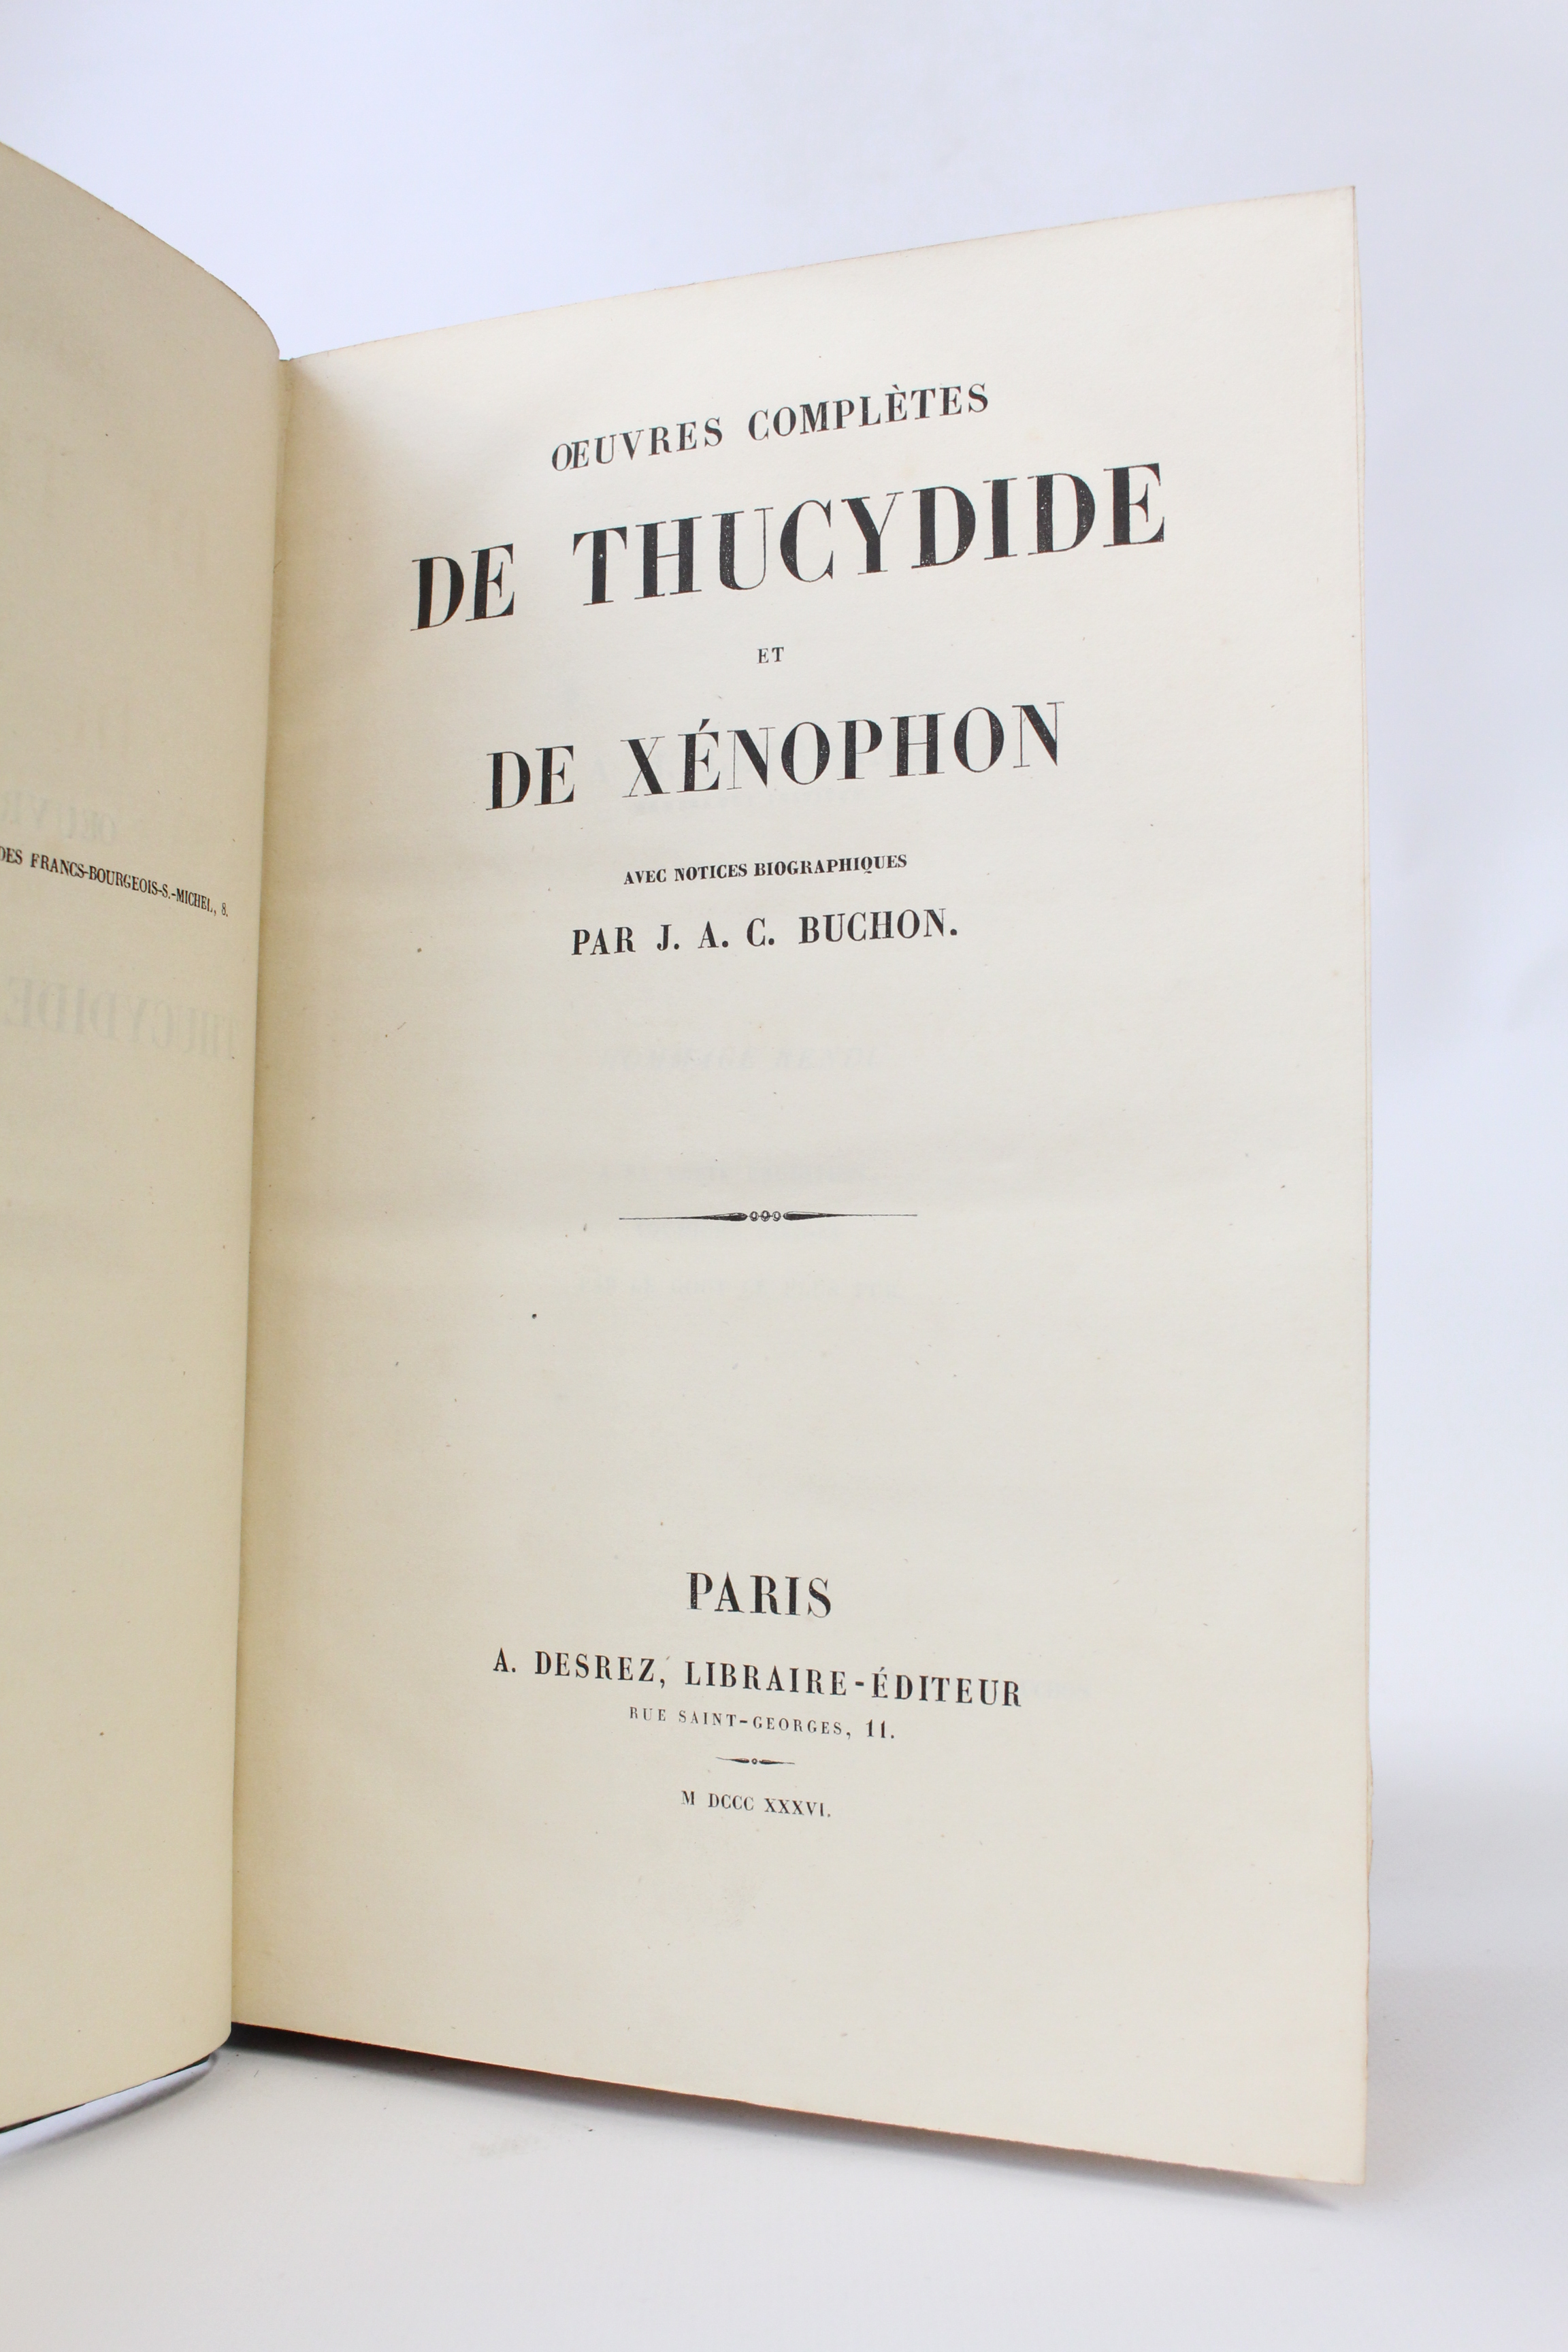 DES FRANCS-BOURGEOIS-S.-MICHEL, 8.
ŒUVRES COMPLÈTES
DE THUCYDIDE
ET
DE XÉNOPHON
AVEC NOTICES BIOGRAPHIQUES
PAR J. A. C. BUCHON.
PARIS
A. DESREZ, LIBRAIRE-ÉDITEUR
RUE SAINT-GEORGES, 11.
M DCCC XXXVI.